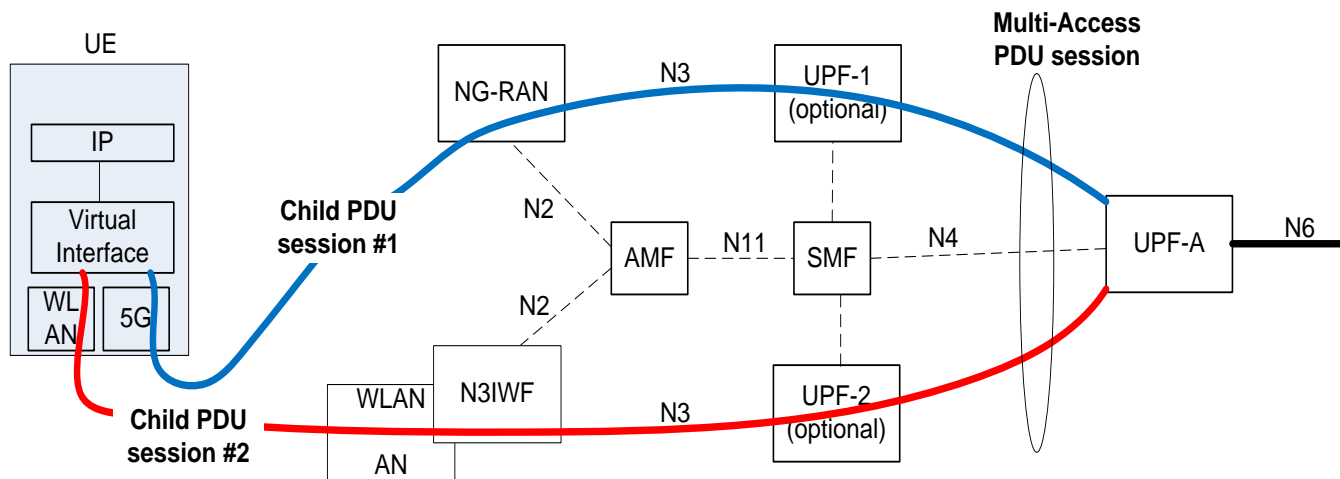 Multi-Access
PDU session
UE
N3
UPF-1
(optional)
NG-RAN
IP
Virtual
Interface
Child PDU
session #1
N2
AMF
N11
SMF
N4
UPF-A
N6
WL
AN
5G
N2
N3IWF
WLAN
AN
Child PDU
session #2
N3
UPF-2
(optional)